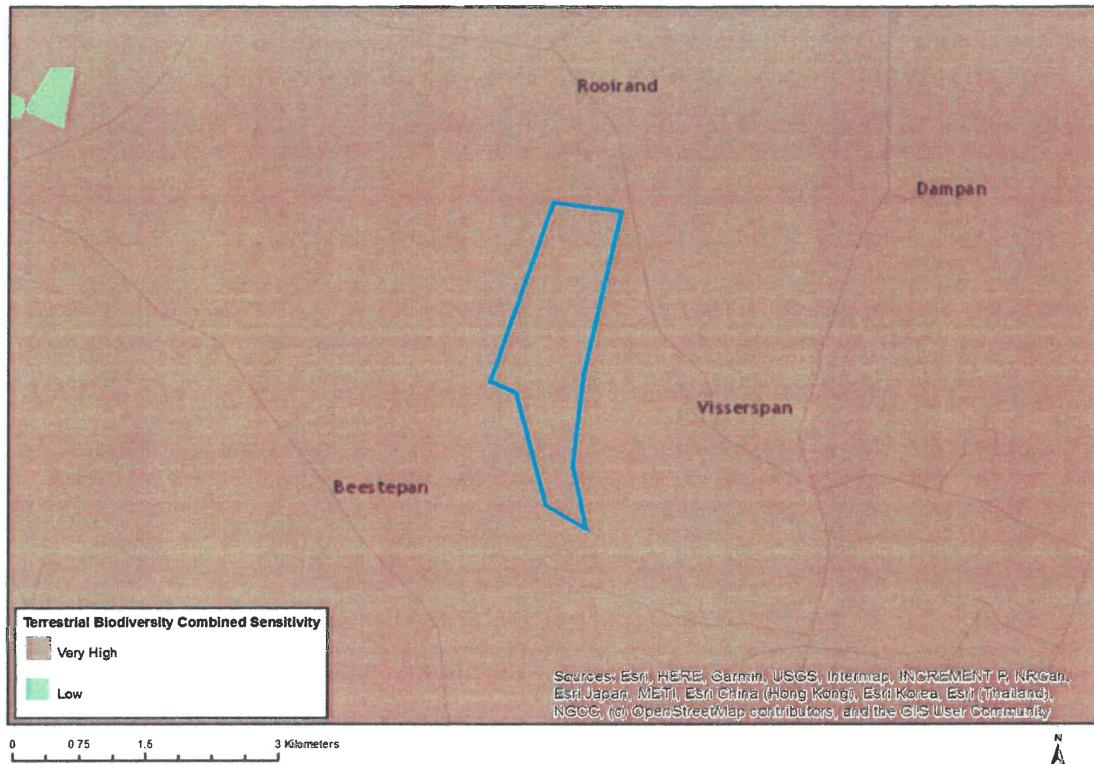 Rooirand
Dampan
Visserspan
Beestepan
Terrestrial Biodiversity Combined Sensitivity
Very High
Low
Sources: Esri, HERE, Garmin, USGS, Intermap, INCREMENT P, NRCan,
Esri Japan, METI, Esri China (Hong Kong), Esri Korea, Esri (Thailand),
NGCC, (c) OpenStreetMap contributors, and the GIS User Community
0 0 75 1.5 3 Kilometers
N